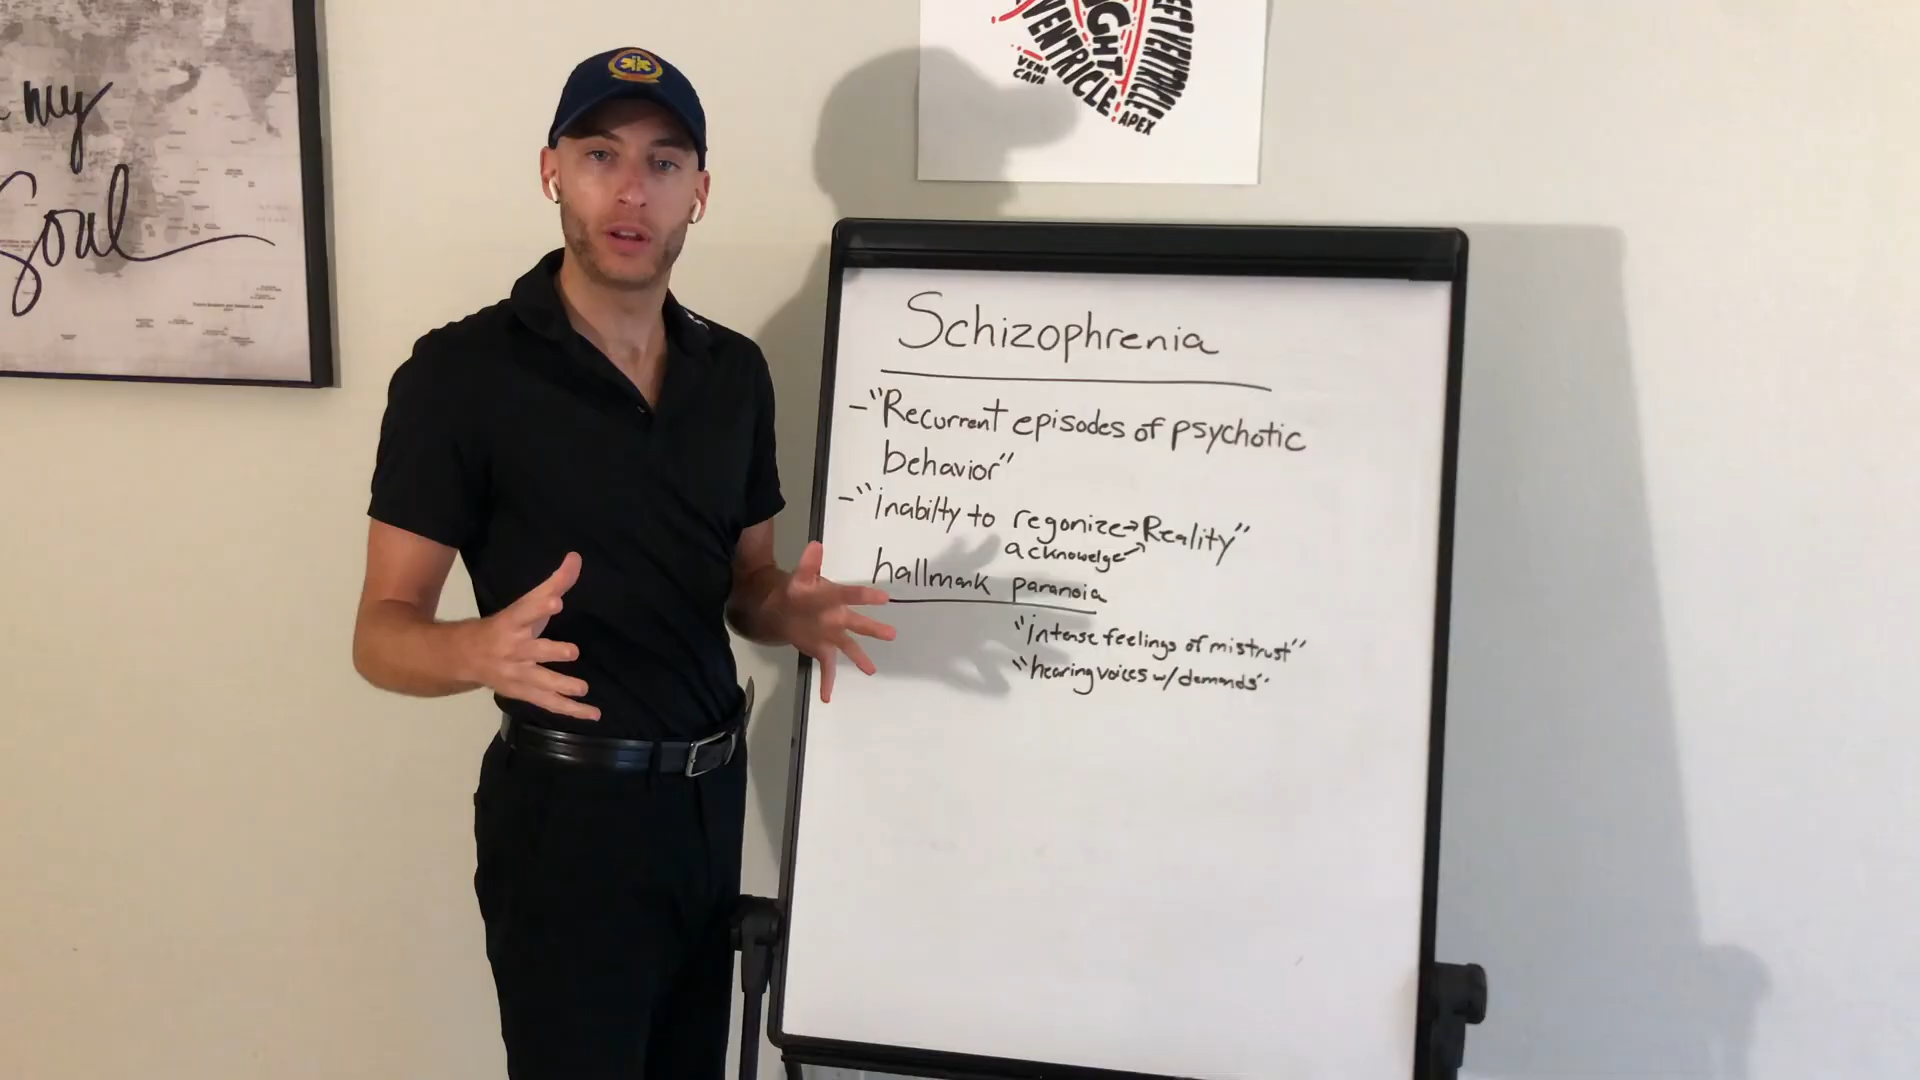 my
Soul
RIGHT
VENTRICLE
LEFT VENTRICLE
VENA
CAVA
APEX
Schizophrenia
-"Recurrent episodes of psychotic
behavior"
-"inabilty to regonize→Reality"
acknowelge→
hallmark paranoia
"intense feelings of mistrust"
"hearing voices w/ demands"